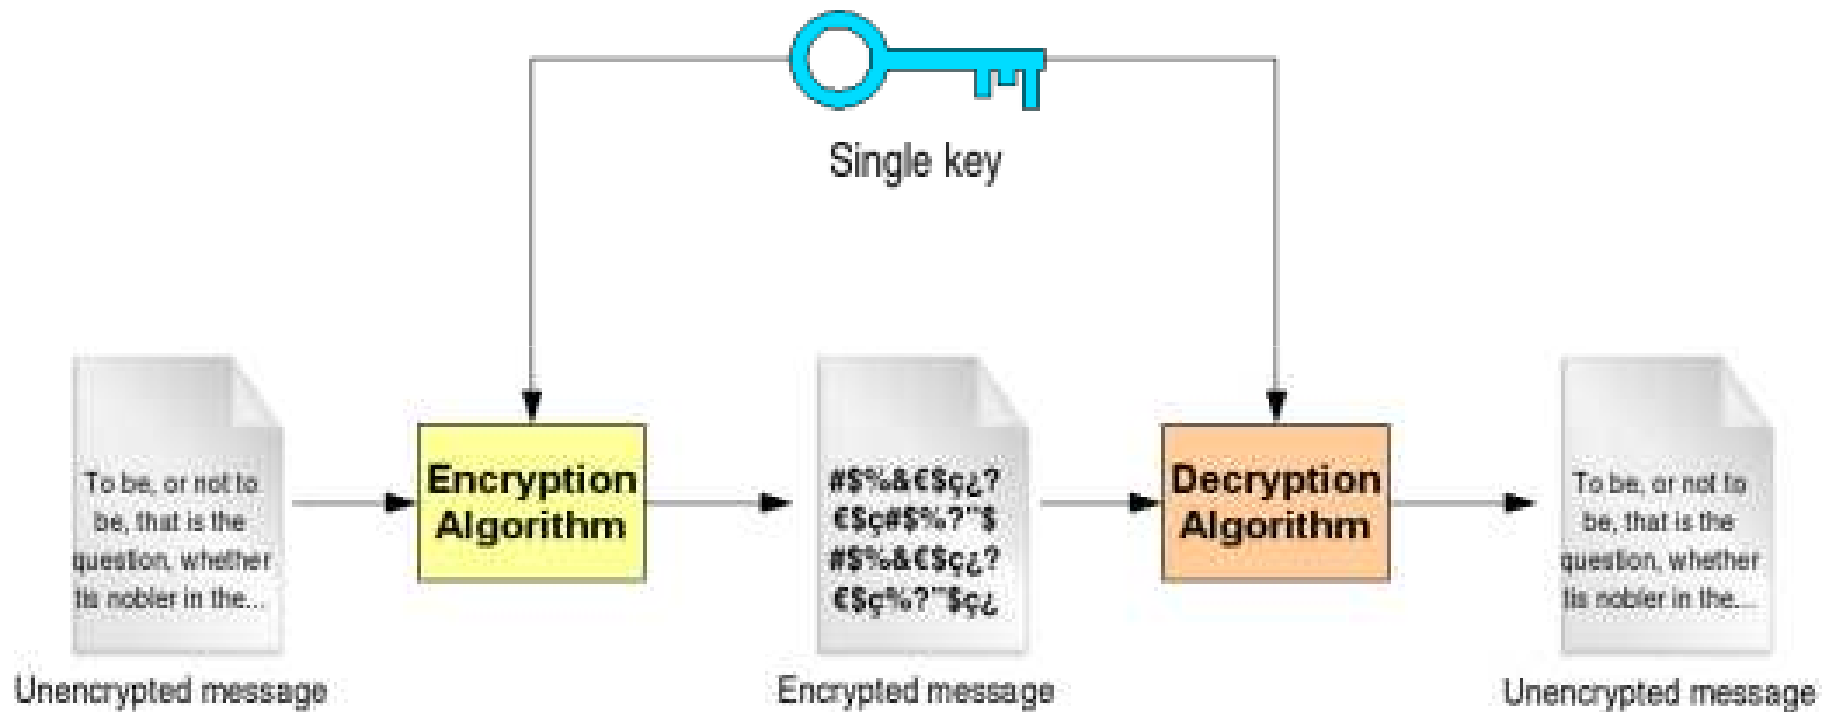 Single key
To be, or not to
be, that is the
question, whether
tis nobler in the...
Encryption
Algorithm
#$%&€$ç¿?
€$ç#$%?"$
#$%&€$ç¿?
€$ç%?"$ç¿
Decryption
Algorithm
To be, or not to
be, that is the
question, whether
tis nobler in the...
Unencrypted message
Encrypted message
Unencrypted message